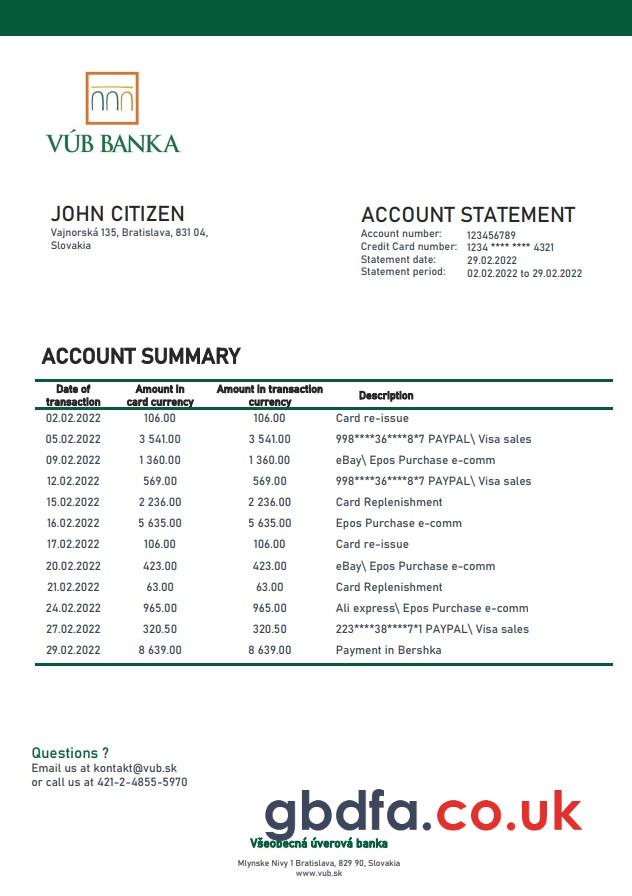 VÚB BANKA
JOHN CITIZEN
Vajnorská 135, Bratislava, 831 04,
Slovakia
ACCOUNT STATEMENT
Account number: 123456789
Credit Card number: 1234 **** **** 4321
Statement date: 29.02.2022
Statement period: 02.02.2022 to 29.02.2022
ACCOUNT SUMMARY
Date of transaction Amount in card currency Amount in transaction currency Description
02.02.2022 106.00 106.00 Card re-issue
05.02.2022 3 541.00 3 541.00 998****36****8*7 PAYPAL\ Visa sales
09.02.2022 1 360.00 1 360.00 eBay\ Epos Purchase e-comm
12.02.2022 569.00 569.00 998****36****8*7 PAYPAL\ Visa sales
15.02.2022 2 236.00 2 236.00 Card Replenishment
16.02.2022 5 635.00 5 635.00 Epos Purchase e-comm
17.02.2022 106.00 106.00 Card re-issue
20.02.2022 423.00 423.00 eBay\ Epos Purchase e-comm
21.02.2022 63.00 63.00 Card Replenishment
24.02.2022 965.00 965.00 Ali express\ Epos Purchase e-comm
27.02.2022 320.50 320.50 223****38****7*1 PAYPAL\ Visa sales
29.02.2022 8 639.00 8 639.00 Payment in Bershka
Questions ?
Email us at kontakt@vub.sk
or call us at 421-2-4855-5970
gbdfa.co.uk
Všeobecná úverová banka
Mlynske Nivy 1 Bratislava, 829 90, Slovakia
www.vub.sk